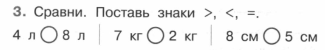 3. Сравни. Поставь знаки >, <, =.
4 л ◯ 8 л | 7 кг ◯ 2 кг | 8 см ◯ 5 см